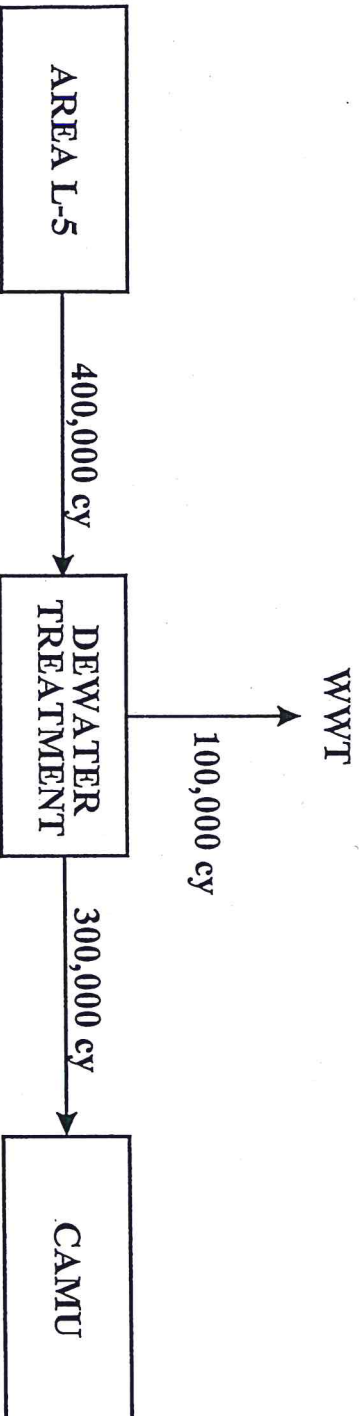 WWT
100,000 cy
AREA L-5
400,000 cy
DEWATER
TREATMENT
300,000 cy
CAMU